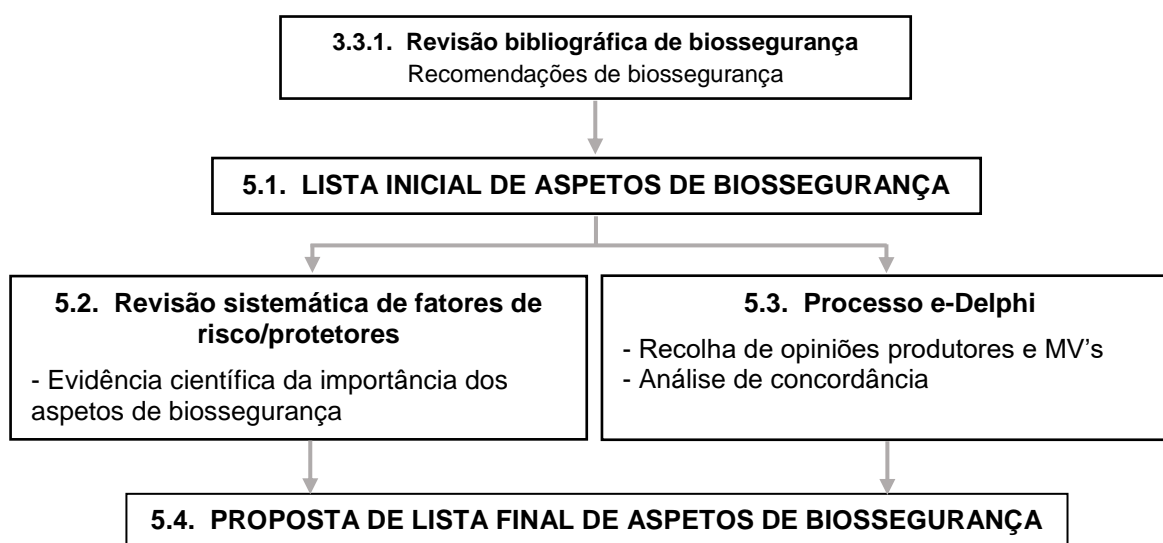 3.3.1. Revisão bibliográfica de biossegurança
Recomendações de biossegurança
5.1. LISTA INICIAL DE ASPETOS DE BIOSSEGURANÇA
5.2. Revisão sistemática de fatores de
risco/protetores
- Evidência científica da importância dos
aspetos de biossegurança
5.3. Processo e-Delphi
- Recolha de opiniões produtores e MV's
- Análise de concordância
5.4. PROPOSTA DE LISTA FINAL DE ASPETOS DE BIOSSEGURANÇA